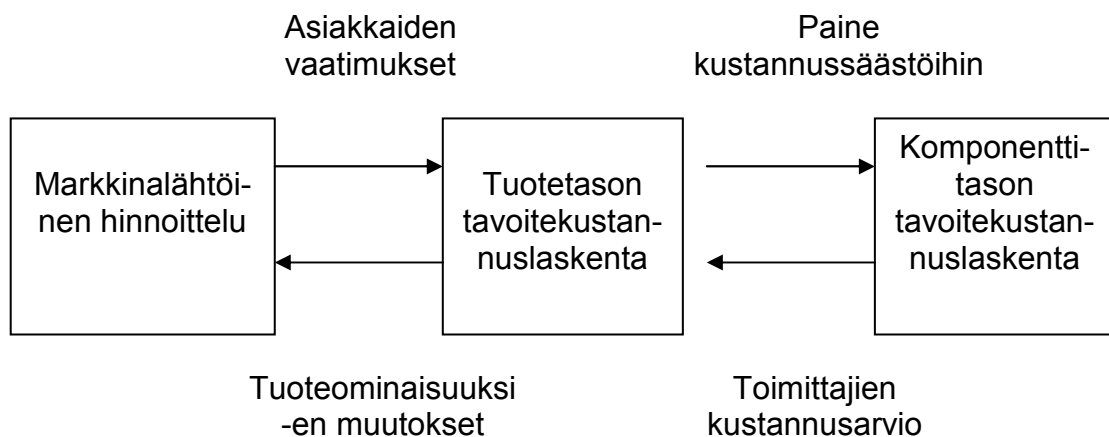 Asiakkaiden
vaatimukset
Paine
kustannussäästöihin
Markkinalähtöi-
nen hinnoittelu
Tuotetason
tavoitekustan-
nuslaskenta
Komponentti-
tason
tavoitekustan-
nuslaskenta
Tuoteominaisuuksi
-en muutokset
Toimittajien
kustannusarvio